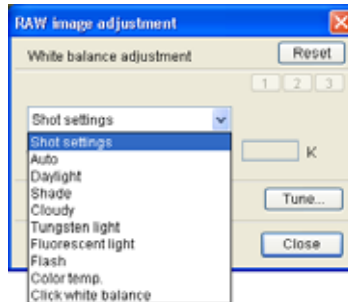 RAW image adjustment
White balance adjustment
Reset
1 2 3
Shot settings
Shot settings
Auto
Daylight
K
Shade
Cloudy
Tune...
Tungsten light
Fluorescent light
Close
Flash
Color temp.
Click white balance